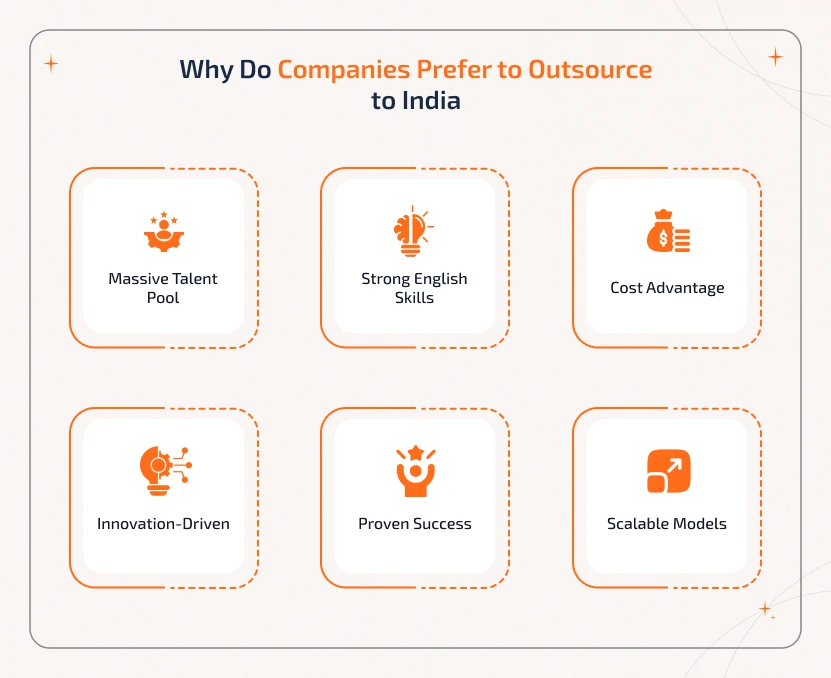 Why Do Companies Prefer to Outsource
to India
Massive Talent
Pool
Strong English
Skills
Cost Advantage
Innovation-Driven
Proven Success
Scalable Models